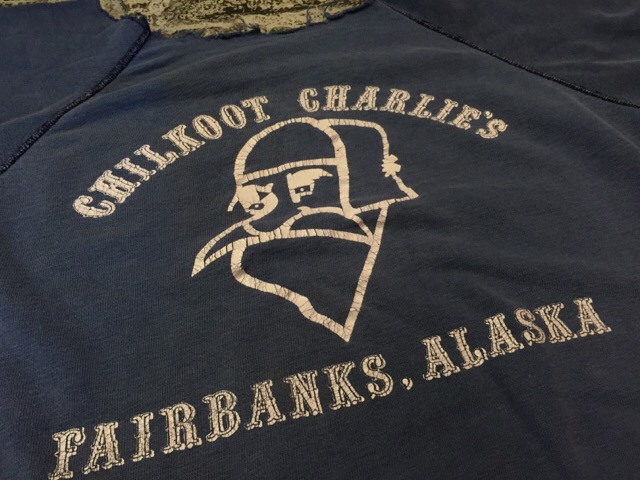 CHILKOOT CHARLIE'S
FAIRBANKS, ALASKA